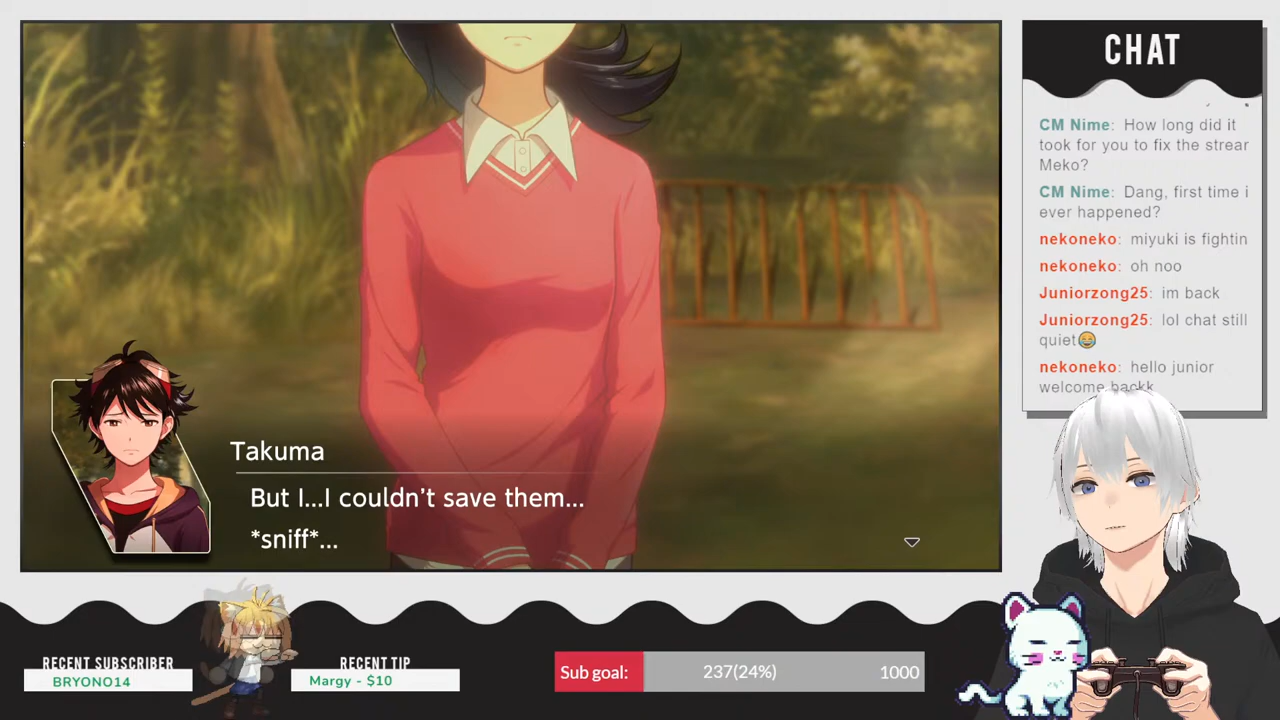 CHAT
CM Nime: How long did it
took for you to fix the strear
Meko?
CM Nime: Dang, first time i
ever happened?
nekoneko: miyuki is fightin
nekoneko: oh noo
Juniorzong25: im back
Juniorzong25: lol chat still
quiet😂
nekoneko: hello junior
welcome backk
Takuma
But I...I couldn't save them...
*sniff*...
RECENT SUBSCRIBER
BRYONO14
RECENT TIP
Margy - $10
Sub goal: 237(24%) 1000